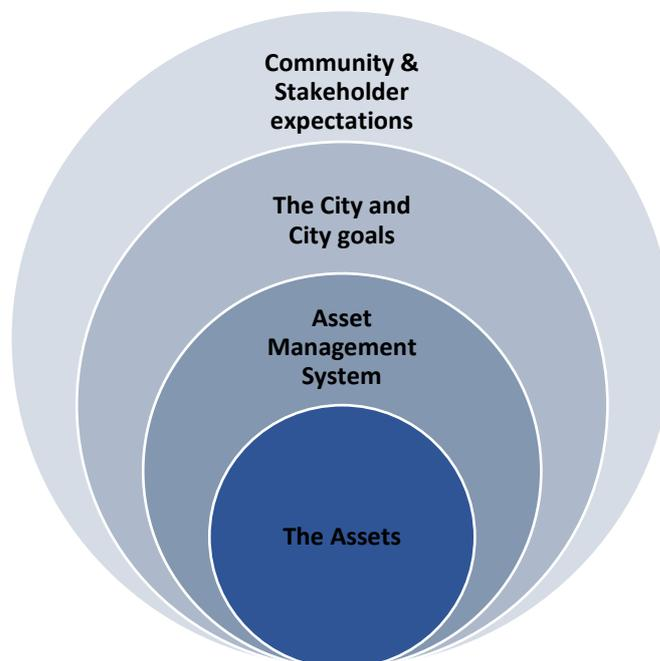 Community &
Stakeholder
expectations
The City and
City goals
Asset
Management
System
The Assets